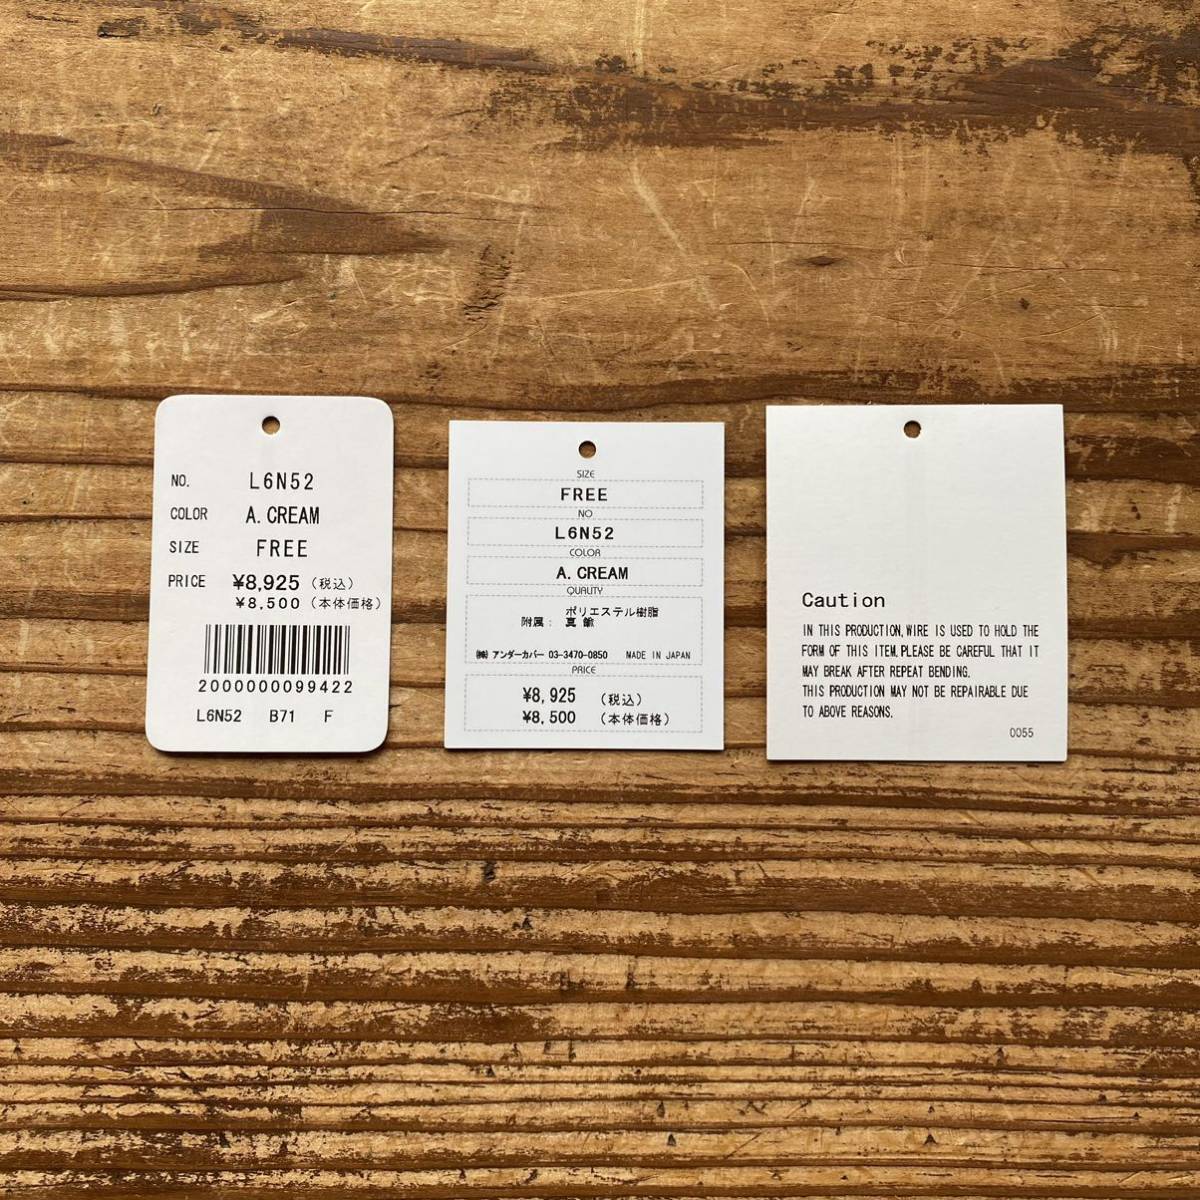 NO. L6N52
COLOR A. CREAM
SIZE FREE
PRICE ¥8,925 (税込)
¥8,500 (本体価格)
2000000099422
L6N52 B71 F
SIZE
FREE
NO
L6N52
COLOR
A. CREAM
QUALITY
ポリエステル樹脂
附属: 真鍮
㈱ アンダーカバー 03-3470-0850 MADE IN JAPAN
PRICE
¥8,925 (税込)
¥8,500 (本体価格)
Caution
IN THIS PRODUCTION, WIRE IS USED TO HOLD THE
FORM OF THIS ITEM. PLEASE BE CAREFUL THAT IT
MAY BREAK AFTER REPEAT BENDING.
THIS PRODUCTION MAY NOT BE REPAIRABLE DUE
TO ABOVE REASONS.
0055